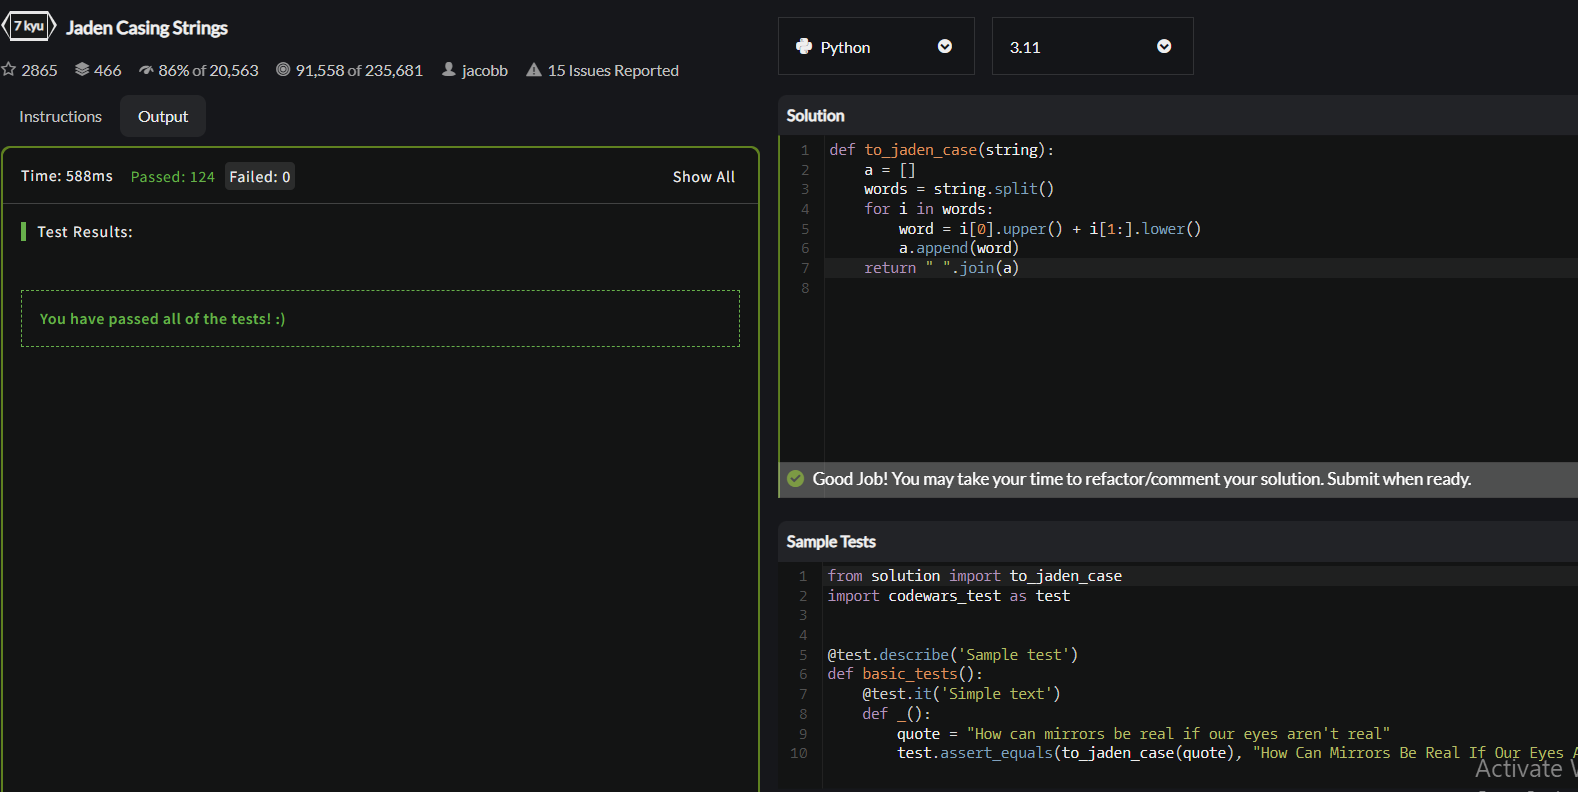 7 kyu Jaden Casing Strings
2865 466 86% of 20,563 91,558 of 235,681 jacobb 15 Issues Reported
Instructions Output
Time: 588ms Passed: 124 Failed: 0 Show All
Test Results:
You have passed all of the tests! :)
Python 3.11
Solution
1 def to_jaden_case(string):
2     a = []
3     words = string.split()
4     for i in words:
5         word = i[0].upper() + i[1:].lower()
6         a.append(word)
7     return " ".join(a)
8
Good Job! You may take your time to refactor/comment your solution. Submit when ready.
Sample Tests
1 from solution import to_jaden_case
2 import codewars_test as test
3
4
5 @test.describe('Sample test')
6 def basic_tests():
7     @test.it('Simple text')
8     def _():
9         quote = "How can mirrors be real if our eyes aren't real"
10         test.assert_equals(to_jaden_case(quote), "How Can Mirrors Be Real If Our Eyes A
Activate